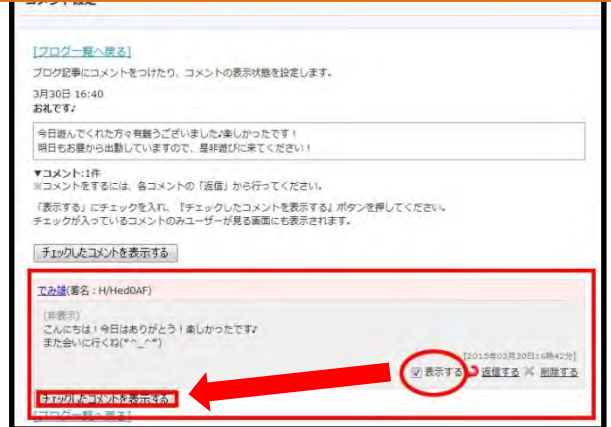 コメント設定
[ブログ一覧へ戻る]
ブログ記事にコメントをつけたり、コメントの表示状態を設定します。
3月30日 16:40
お礼です♪
今日遊んでくれた方々有難うございました♪楽しかったです！
明日もお昼から出勤していますので、是非遊びに来てください！
▼コメント:1件
※コメントをするには、各コメントの「返信」から行ってください。
「表示する」にチェックを入れ、『チェックしたコメントを表示する』ボタンを押してください。
チェックが入っているコメントのみユーザーが見る画面にも表示されます。
チェックしたコメントを表示する
でみ雄(署名：H/Hed0AF)
(非表示)
こんにちは！今日はありがとう！楽しかったです♪
また会いに行くね(*^_^*)
[2015年03月30日16時42分]
表示する 返信する 削除する
チェックしたコメントを表示する
[ブログ一覧へ戻る]